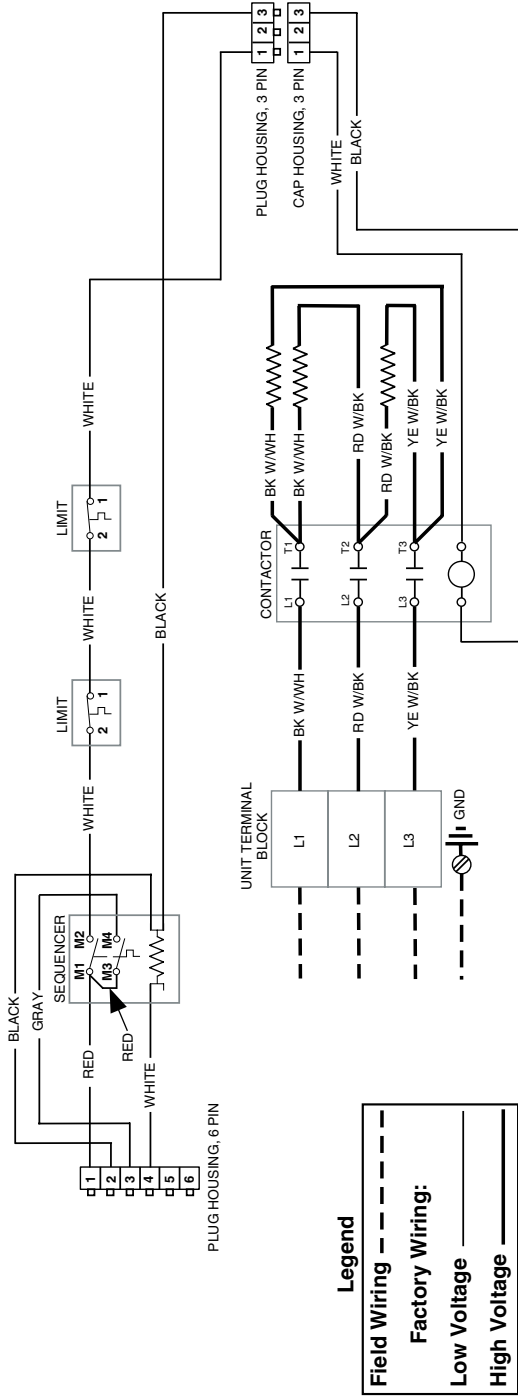 BLACK
GRAY
SEQUENCER
M1 M2
M3 M4
RED
RED
WHITE
1
2
3
4
5
6
PLUG HOUSING, 6 PIN
WHITE
LIMIT
2 1
WHITE
LIMIT
2 1
WHITE
BLACK
1 2 3
PLUG HOUSING, 3 PIN
1 2 3
CAP HOUSING, 3 PIN
WHITE
BLACK
UNIT TERMINAL
BLOCK
L1
L2
L3
GND
BK W/WH
RD W/BK
YE W/BK
CONTACTOR
L1 T1
L2 T2
L3 T3
BK W/WH
BK W/WH
RD W/BK
RD W/BK
YE W/BK
YE W/BK
Legend
Field Wiring
Factory Wiring:
Low Voltage
High Voltage